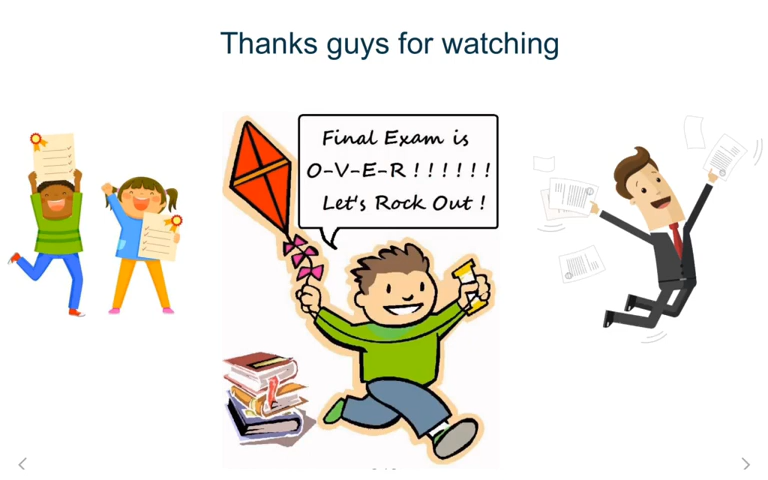 Thanks guys for watching
Final Exam is
O-V-E-R ! ! ! ! ! !
Let's Rock Out !